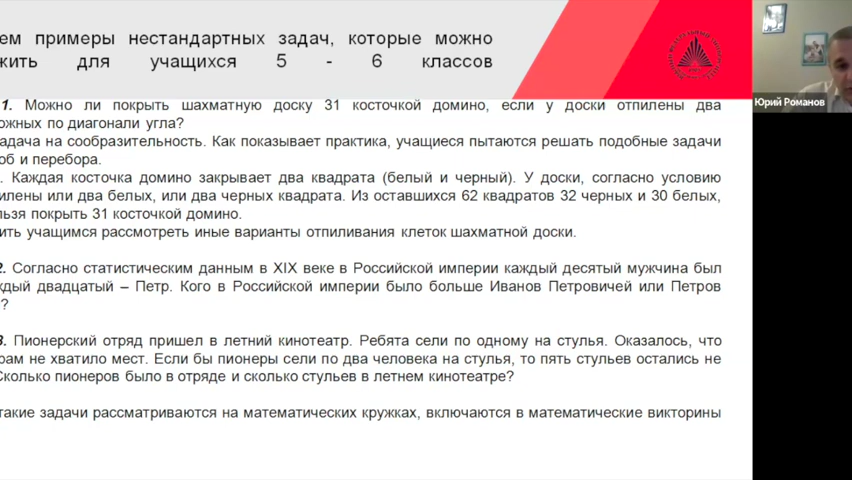 ем примеры нестандартных задач, которые можно
жить для учащихся 5 - 6 классов
1. Можно ли покрыть шахматную доску 31 косточкой домино, если у доски отпилены два
ожных по диагонали угла?
адача на сообразительность. Как показывает практика, учащиеся пытаются решать подобные задачи
об и перебора.
. Каждая косточка домино закрывает два квадрата (белый и черный). У доски, согласно условию
илены или два белых, или два черных квадрата. Из оставшихся 62 квадратов 32 черных и 30 белых,
льзя покрыть 31 косточкой домино.
ить учащимся рассмотреть иные варианты отпиливания клеток шахматной доски.
2. Согласно статистическим данным в XIX веке в Российской империи каждый десятый мужчина был
ждый двадцатый – Петр. Кого в Российской империи было больше Иванов Петровичей или Петров
?
3. Пионерский отряд пришел в летний кинотеатр. Ребята сели по одному на стулья. Оказалось, что
рам не хватило мест. Если бы пионеры сели по два человека на стулья, то пять стульев остались не
Сколько пионеров было в отряде и сколько стульев в летнем кинотеатре?
такие задачи рассматриваются на математических кружках, включаются в математические викторины
Юрий Романов